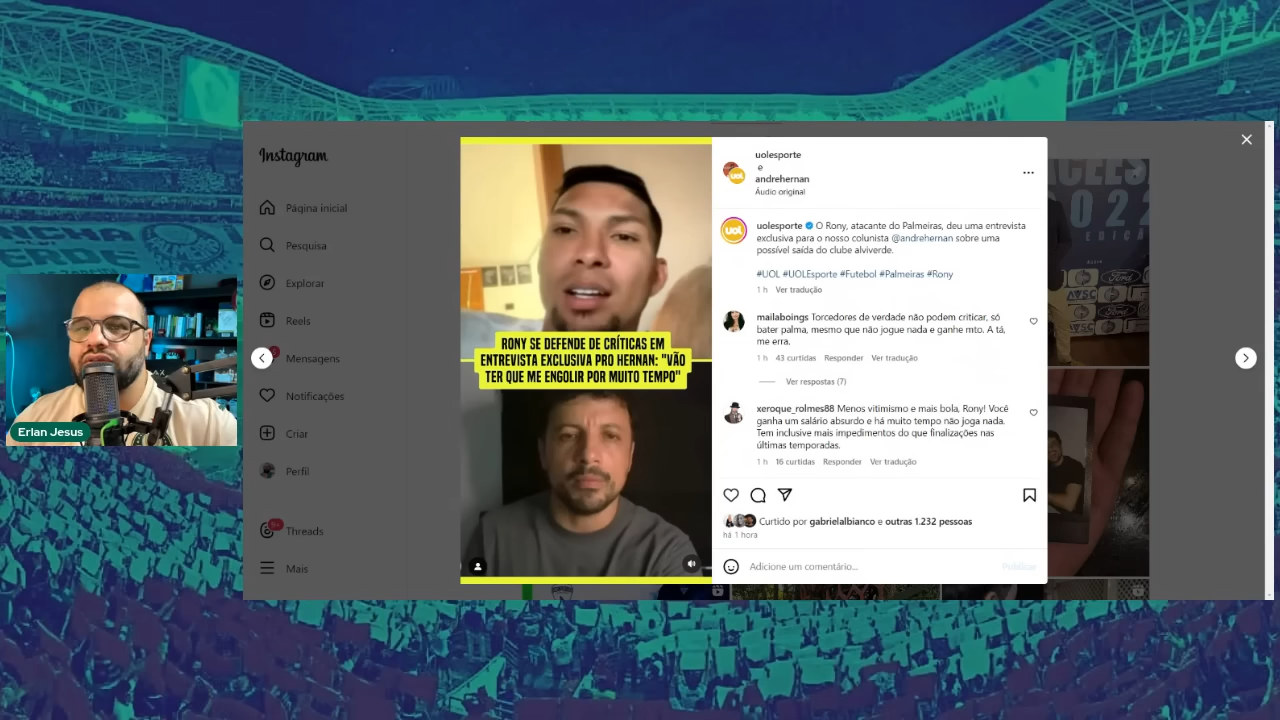 Instagram
Página inicial
Pesquisa
Explorar
Reels
Mensagens
Notificações
Criar
Perfil
9+
Threads
Mais
Erlan Jesus
RONY SE DEFENDE DE CRÍTICAS EM
ENTREVISTA EXCLUSIVA PRO HERNAN: "VÃO
TER QUE ME ENGOLIR POR MUITO TEMPO"
uol
uolesporte
e
andrehernan
Áudio original
uol
uolesporte O Rony, atacante do Palmeiras, deu uma entrevista
exclusiva para o nosso colunista @andrehernan sobre uma
possível saída do clube alviverde.
#UOL #UOLEsporte #Futebol #Palmeiras #Rony
1 h Ver tradução
mailaboings Torcedores de verdade não podem criticar, só
bater palma, mesmo que não jogue nada e ganhe mto. A tá,
me erra.
1 h 43 curtidas Responder Ver tradução
Ver respostas (7)
xeroque_rolmes88 Menos vitimismo e mais bola, Rony! Você
ganha um salário absurdo e há muito tempo não joga nada.
Tem inclusive mais impedimentos do que finalizações nas
últimas temporadas.
1 h 16 curtidas Responder Ver tradução
Curtido por gabrielalbianco e outras 1.232 pessoas
há 1 hora
Adicione um comentário...
Publicar
2022
Ford
Ford